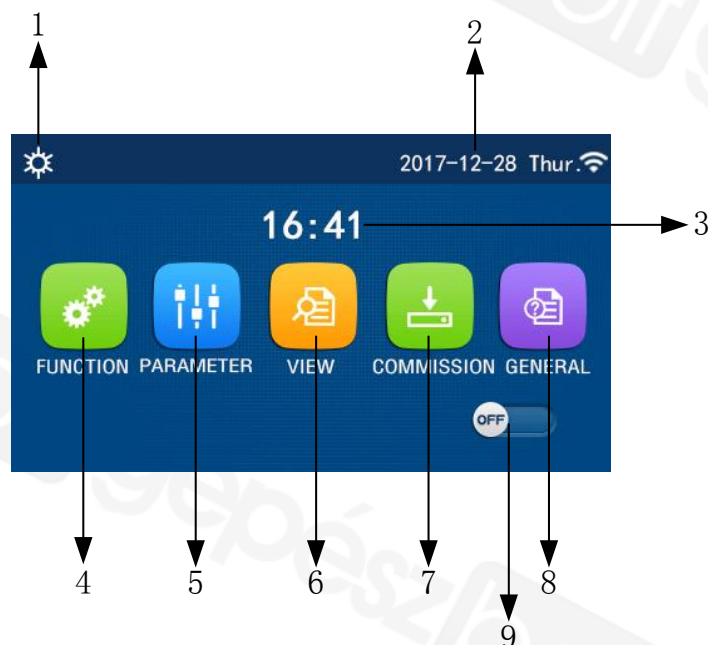 1 2
2017-12-28 Thur.
16:41
3
FUNCTION PARAMETER VIEW COMMISSION GENERAL
OFF
4 5 6 7 8
9